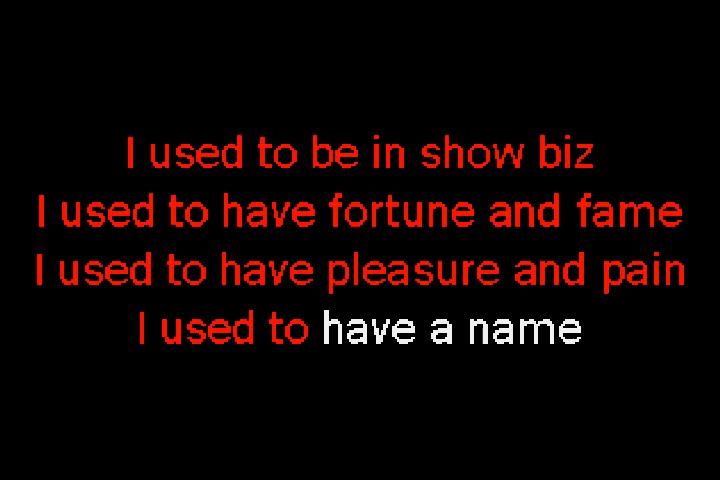 I used to be in show biz
I used to have fortune and fame
I used to have pleasure and pain
I used to have a name